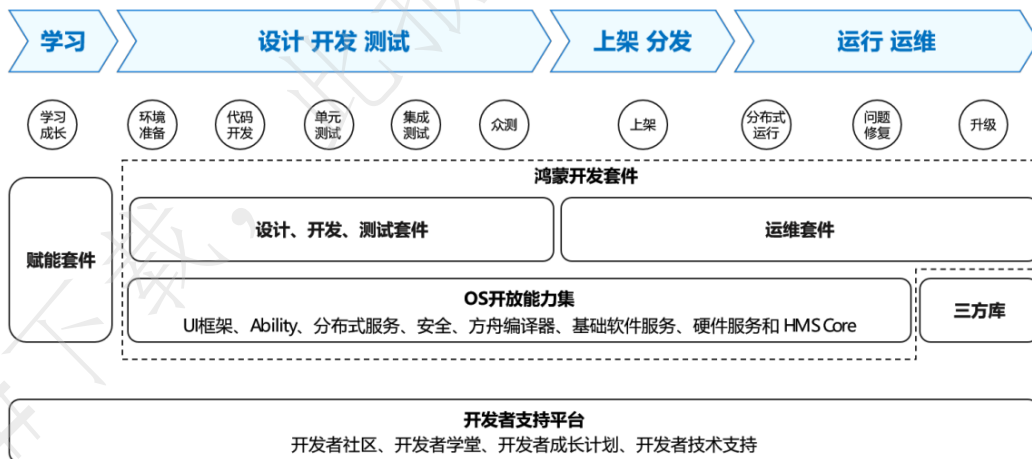 学习
设计 开发 测试
上架 分发
运行 运维
学习
成长
环境
准备
代码
开发
单元
测试
集成
测试
众测
上架
分布式
运行
问题
修复
升级
鸿蒙开发套件
赋能套件
设计、开发、测试套件
运维套件
OS开放能力集
UI框架、Ability、分布式服务、安全、方舟编译器、基础软件服务、硬件服务和 HMS Core
三方库
开发者支持平台
开发者社区、开发者学堂、开发者成长计划、开发者技术支持
下载，